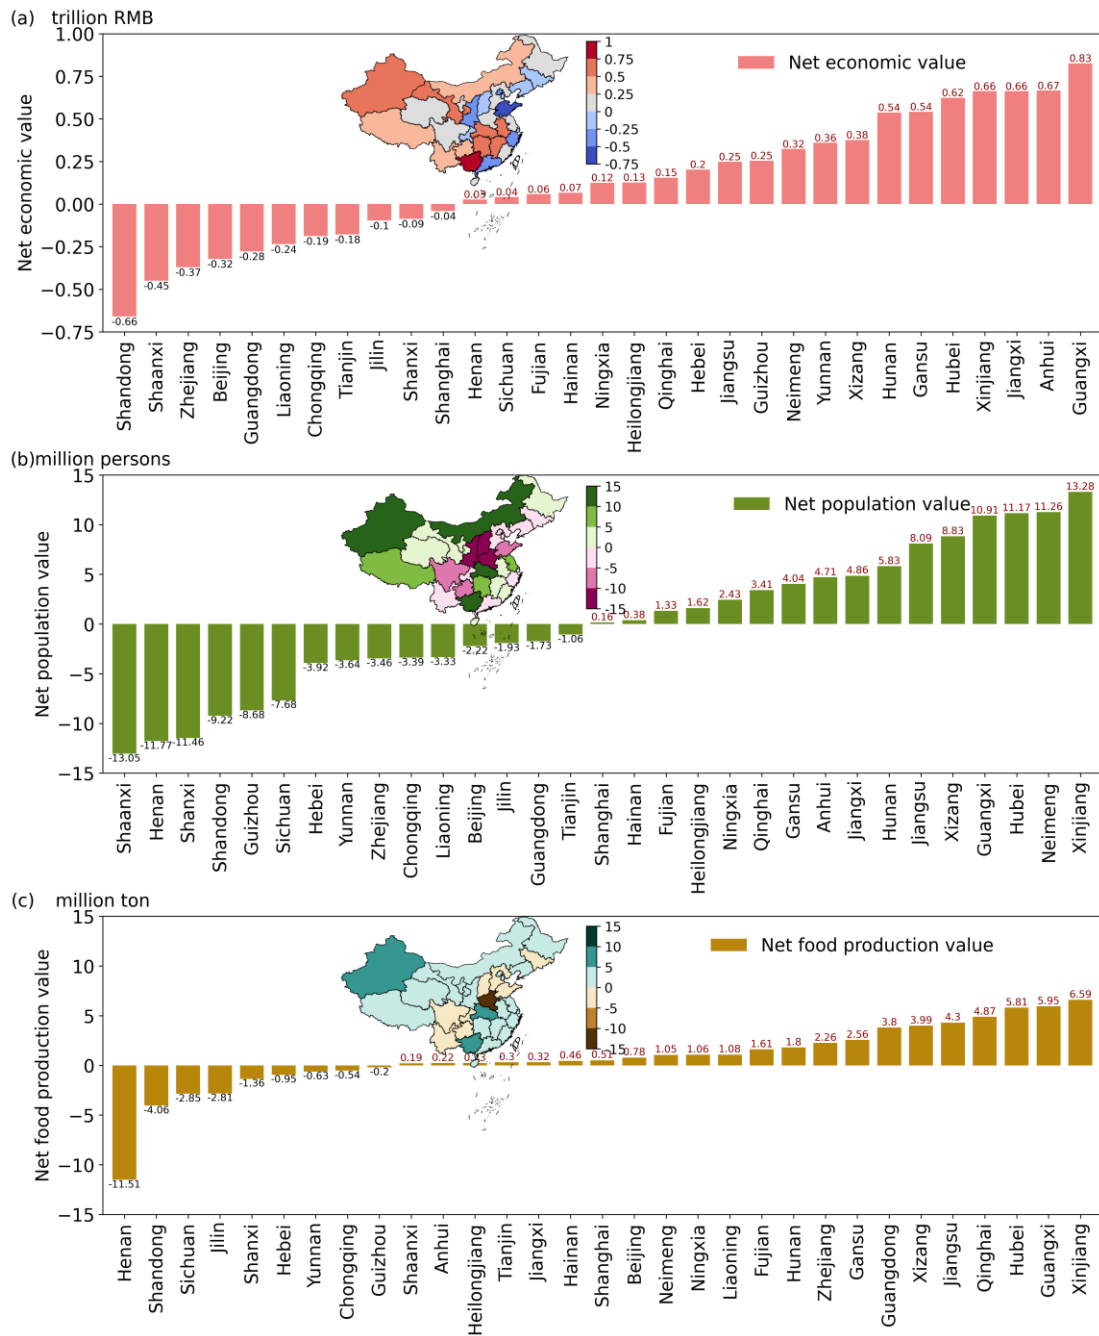 (a) trillion RMB
Net economic value
1.00
0.75
0.50
0.25
0.00
−0.25
−0.50
−0.75
1
0.75
0.5
0.25
0
-0.25
-0.5
-0.75
Net economic value
-0.66 -0.45 -0.37 -0.32 -0.28 -0.24 -0.19 -0.18 -0.1 -0.09 -0.04 0.03 0.04 0.06 0.07 0.12 0.13 0.15 0.2 0.25 0.25 0.32 0.36 0.38 0.54 0.54 0.62 0.66 0.66 0.67 0.83
Shandong Shaanxi Zhejiang Beijing Guangdong Liaoning Chongqing Tianjin Jilin Shanxi Shanghai Henan Sichuan Fujian Hainan Ningxia Heilongjiang Qinghai Hebei Jiangsu Guizhou Neimeng Yunnan Xizang Hunan Gansu Hubei Xinjiang Jiangxi Anhui Guangxi
(b)million persons
Net population value
15
10
5
0
−5
−10
−15
15
10
5
0
-5
-10
-15
Net population value
-13.05 -11.77 -11.46 -9.22 -8.68 -7.68 -3.92 -3.64 -3.46 -3.39 -3.33 -2.22 -1.93 -1.73 -1.06 0.16 0.38 1.33 1.62 2.43 3.41 4.04 4.71 4.86 5.83 8.09 8.83 10.91 11.17 11.26 13.28
Shaanxi Henan Shanxi Shandong Guizhou Sichuan Hebei Yunnan Zhejiang Chongqing Liaoning Beijing Jilin Guangdong Tianjin Shanghai Hainan Fujian Heilongjiang Ningxia Qinghai Gansu Anhui Jiangxi Hunan Jiangsu Xizang Guangxi Hubei Neimeng Xinjiang
(c) million ton
Net food production value
15
10
5
0
−5
−10
−15
15
10
5
0
-5
-10
-15
Net food production value
-11.51 -4.06 -2.85 -2.81 -1.36 -0.95 -0.63 -0.54 -0.2 0.19 0.22 0.3 0.32 0.46 0.51 0.78 1.05 1.06 1.08 1.61 1.8 2.26 2.56 3.8 3.99 4.3 4.87 5.81 5.95 6.59
Henan Shandong Sichuan Jilin Shanxi Hebei Yunnan Chongqing Guizhou Shaanxi Anhui Heilongjiang Tianjin Jiangxi Hainan Shanghai Beijing Neimeng Ningxia Liaoning Fujian Hunan Zhejiang Gansu Guangdong Xizang Jiangsu Qinghai Hubei Guangxi Xinjiang